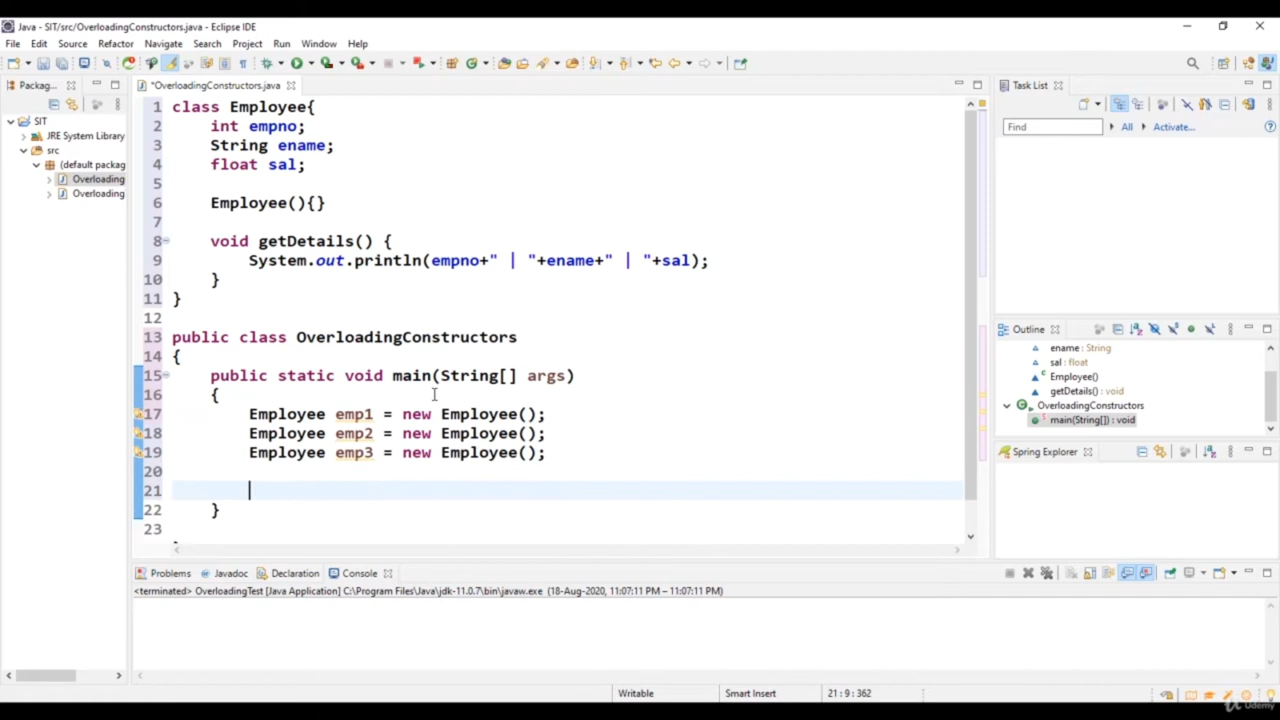 Java - SIT/src/OverloadingConstructors.java - Eclipse IDE
File Edit Source Refactor Navigate Search Project Run Window Help
Packag...
SIT
JRE System Library
src
(default packag
Overloading
Overloading
*OverloadingConstructors.java
1 class Employee{
2 int empno;
3 String ename;
4 float sal;
5
6 Employee(){}
7
8 void getDetails() {
9 System.out.println(empno+" | "+ename+" | "+sal);
10 }
11 }
12
13 public class OverloadingConstructors
14 {
15 public static void main(String[] args)
16 {
17 Employee emp1 = new Employee();
18 Employee emp2 = new Employee();
19 Employee emp3 = new Employee();
20
21
22 }
23
Task List
Find All Activate...
Outline
ename : String
sal : float
Employee()
getDetails() : void
OverloadingConstructors
main(String[]) : void
Spring Explorer
Problems Javadoc Declaration Console
<terminated> OverloadingTest [Java Application] C:\Program Files\Java\jdk-11.0.7\bin\javaw.exe (18-Aug-2020, 11:07:11 PM – 11:07:11 PM)
Writable Smart Insert 21 : 9 : 362
Udemy